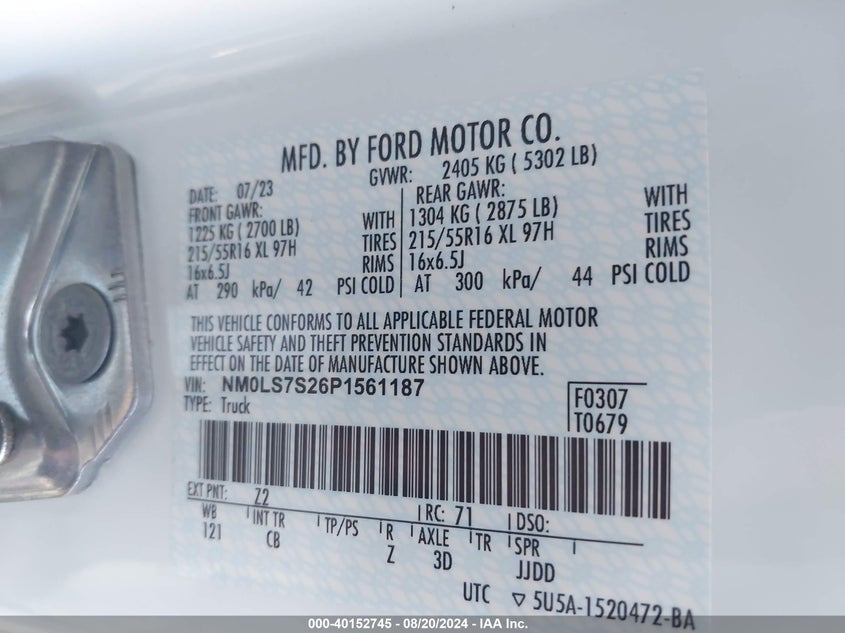 MFD. BY FORD MOTOR CO.
DATE: 07/23 GVWR: 2405 KG ( 5302 LB)
FRONT GAWR: REAR GAWR:
1225 KG ( 2700 LB) WITH 1304 KG ( 2875 LB) WITH
215/55R16 XL 97H TIRES 215/55R16 XL 97H TIRES
16x6.5J RIMS 16x6.5J RIMS
AT 290 kPa/ 42 PSI COLD AT 300 kPa/ 44 PSI COLD
THIS VEHICLE CONFORMS TO ALL APPLICABLE FEDERAL MOTOR
VEHICLE SAFETY AND THEFT PREVENTION STANDARDS IN
EFFECT ON THE DATE OF MANUFACTURE SHOWN ABOVE.
VIN: NM0LS7S26P1561187 F0307
TYPE: Truck T0679
EXT PNT: Z2 RC: 71 DSO:
WB INT TR TP/PS R AXLE TR SPR
121 CB Z 3D JJDD
UTC ▽ 5U5A-1520472-BA
000-40152745 - 08/20/2024 - IAA Inc.